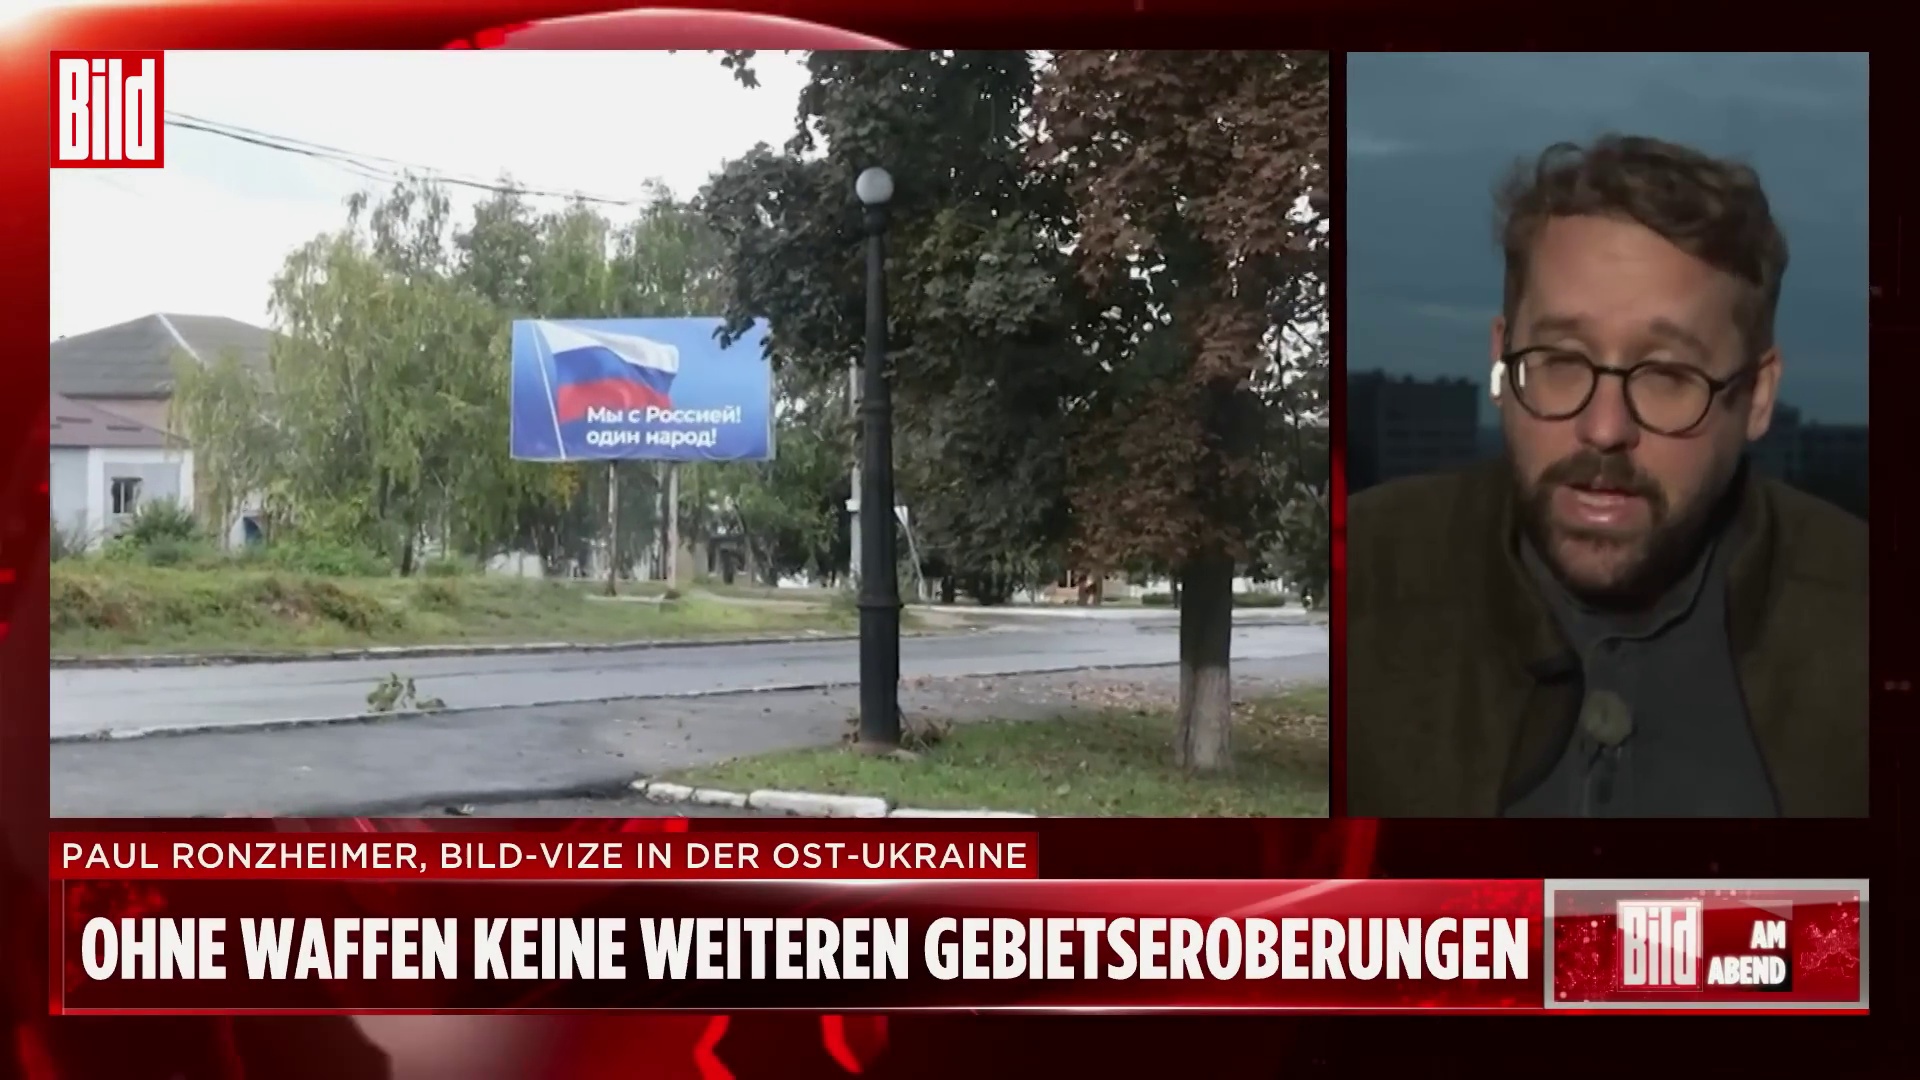 Bild
Мы с Россией!
один народ!
PAUL RONZHEIMER, BILD-VIZE IN DER OST-UKRAINE
OHNE WAFFEN KEINE WEITEREN GEBIETSEROBERUNGEN
Bild AM
ABEND